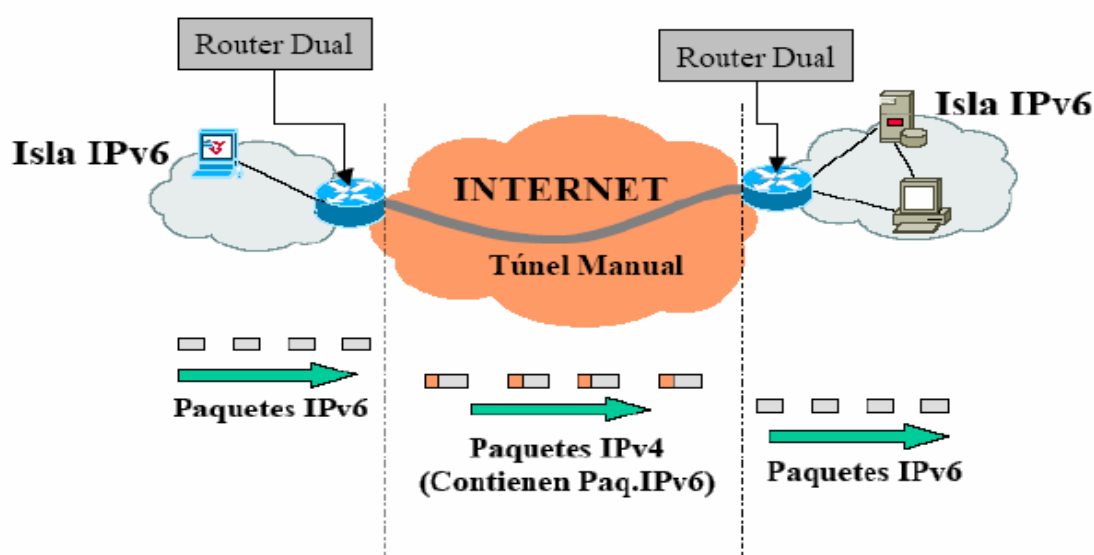 Router Dual
Router Dual
Isla IPv6
Isla IPv6
INTERNET
Túnel Manual
Paquetes IPv6
Paquetes IPv4
(Contienen Paq.IPv6)
Paquetes IPv6